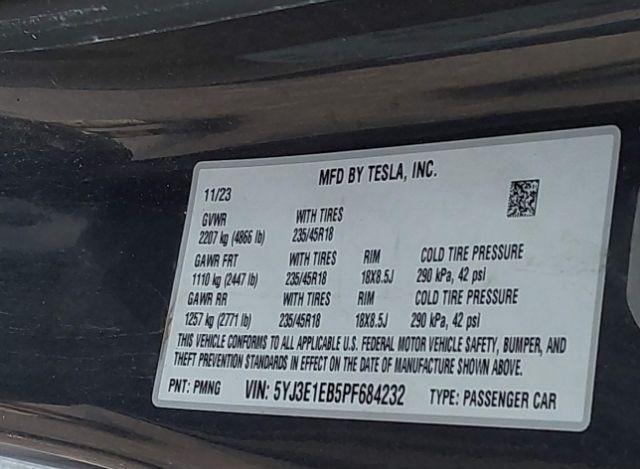 MFD BY TESLA, INC.
11/23
GVWR WITH TIRES
2207 kg (4866 lb) 235/45R18
GAWR FRT WITH TIRES RIM COLD TIRE PRESSURE
1110 kg (2447 lb) 235/45R18 18X8.5J 290 kPa, 42 psi
GAWR RR WITH TIRES RIM COLD TIRE PRESSURE
1257 kg (2771 lb) 235/45R18 18X8.5J 290 kPa, 42 psi
THIS VEHICLE CONFORMS TO ALL APPLICABLE U.S. FEDERAL MOTOR VEHICLE SAFETY, BUMPER, AND
THEFT PREVENTION STANDARDS IN EFFECT ON THE DATE OF MANUFACTURE SHOWN ABOVE.
PNT: PMNG VIN: 5YJ3E1EB5PF684232 TYPE: PASSENGER CAR